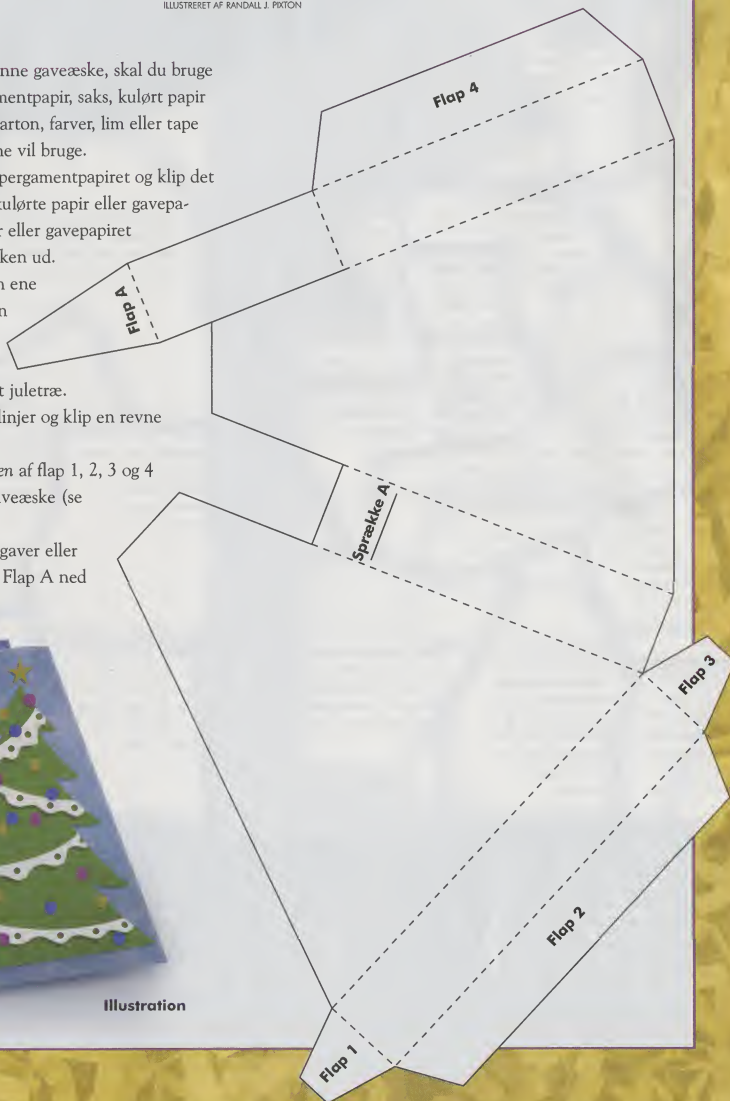 ILLUSTRERET AF RANDALL J. PIXTON
nne gaveæske, skal du bruge
mentpapir, saks, kulørt papir
arton, farver, lim eller tape
ne vil bruge.
pergamentpapiret og klip det
kulørte papir eller gavepa-
r eller gavepapiret
ken ud.
n ene
n
t juletræ.
linjer og klip en revne
en af flap 1, 2, 3 og 4
aveæske (se
gaver eller
Flap A ned
Flap 4
Flap A
Sprække A
Flap 3
Flap 2
Flap 1
Illustration